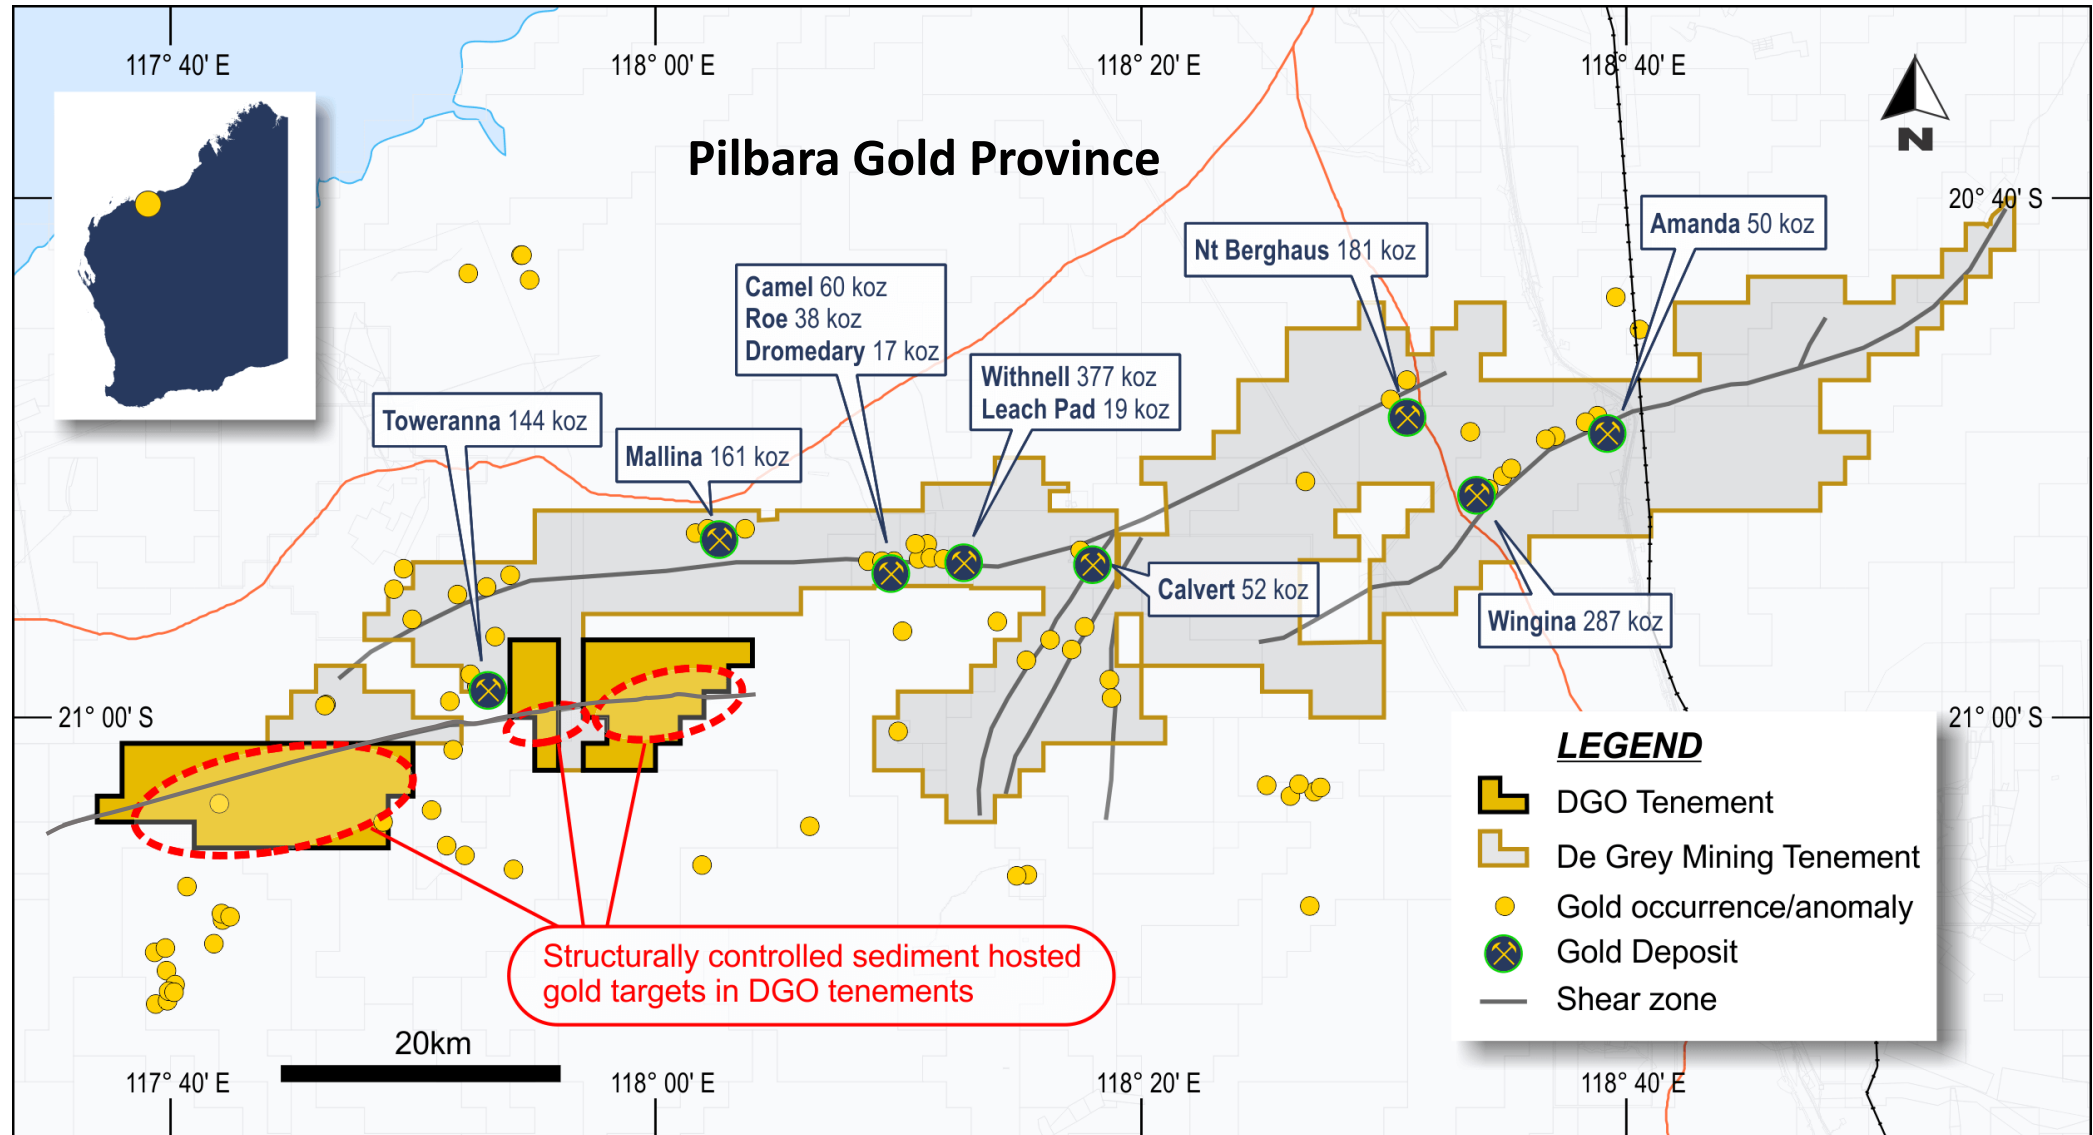 117° 40' E
118° 00' E
118° 20' E
118° 40' E
Pilbara Gold Province
N
20° 40' S
Amanda 50 koz
Nt Berghaus 181 koz
Camel 60 koz
Roe 38 koz
Dromedary 17 koz
Withnell 377 koz
Leach Pad 19 koz
Toweranna 144 koz
Mallina 161 koz
Calvert 52 koz
Wingina 287 koz
21° 00' S
21° 00' S
LEGEND
DGO Tenement
De Grey Mining Tenement
Gold occurrence/anomaly
Gold Deposit
Shear zone
Structurally controlled sediment hosted
gold targets in DGO tenements
20km
117° 40' E
118° 00' E
118° 20' E
118° 40' E